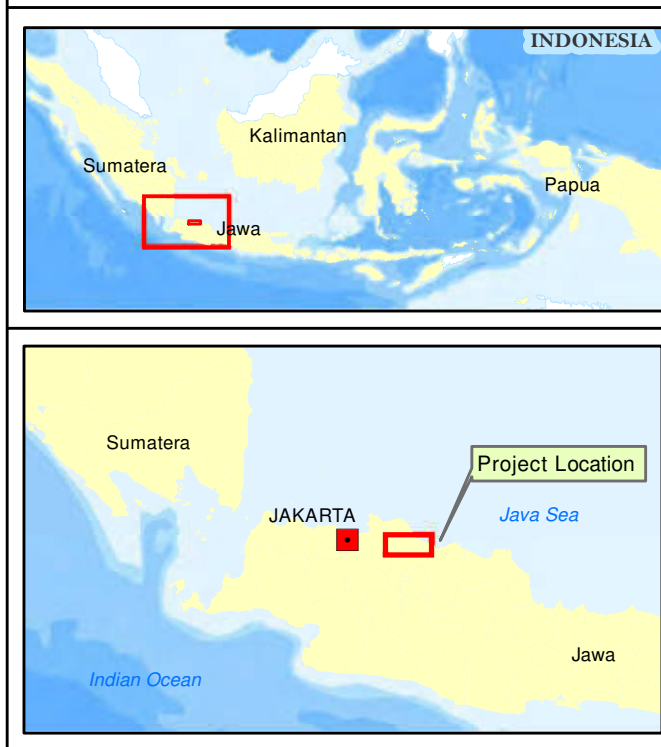 INDONESIA
Kalimantan
Sumatera
Papua
Jawa
Sumatera
Project Location
JAKARTA
Java Sea
Jawa
Indian Ocean